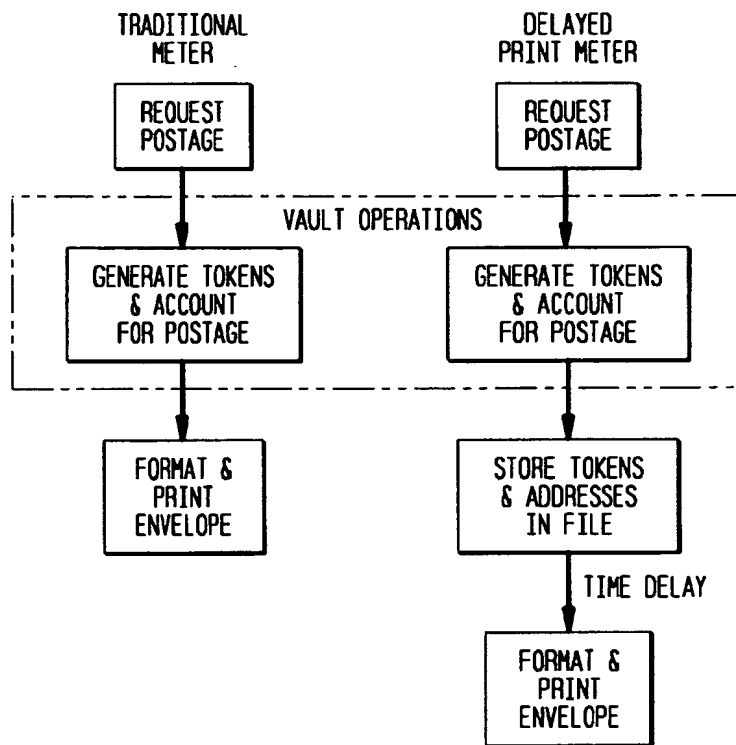 TRADITIONAL
METER
REQUEST
POSTAGE
GENERATE TOKENS
& ACCOUNT
FOR POSTAGE
FORMAT &
PRINT
ENVELOPE
DELAYED
PRINT METER
REQUEST
POSTAGE
VAULT OPERATIONS
GENERATE TOKENS
& ACCOUNT
FOR POSTAGE
STORE TOKENS
& ADDRESSES
IN FILE
TIME DELAY
FORMAT &
PRINT
ENVELOPE